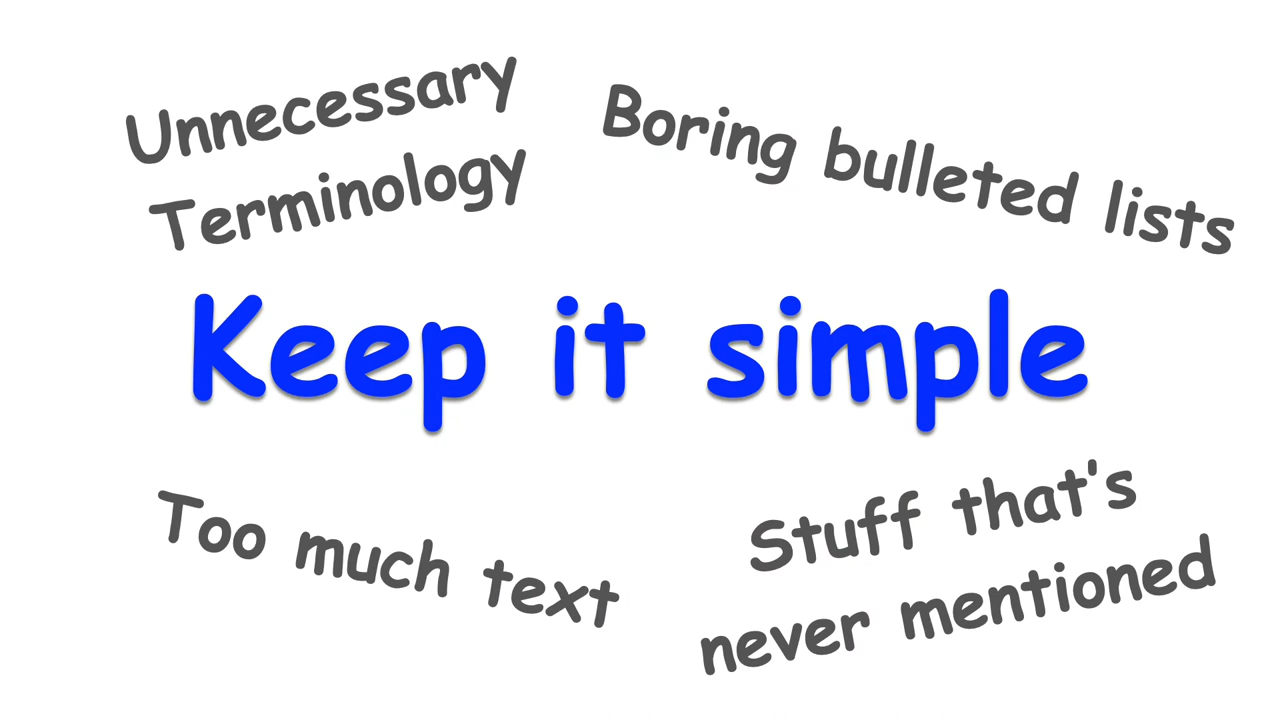 Unnecessary
Terminology
Boring bulleted lists
Keep it simple
Too much text
Stuff that's
never mentioned